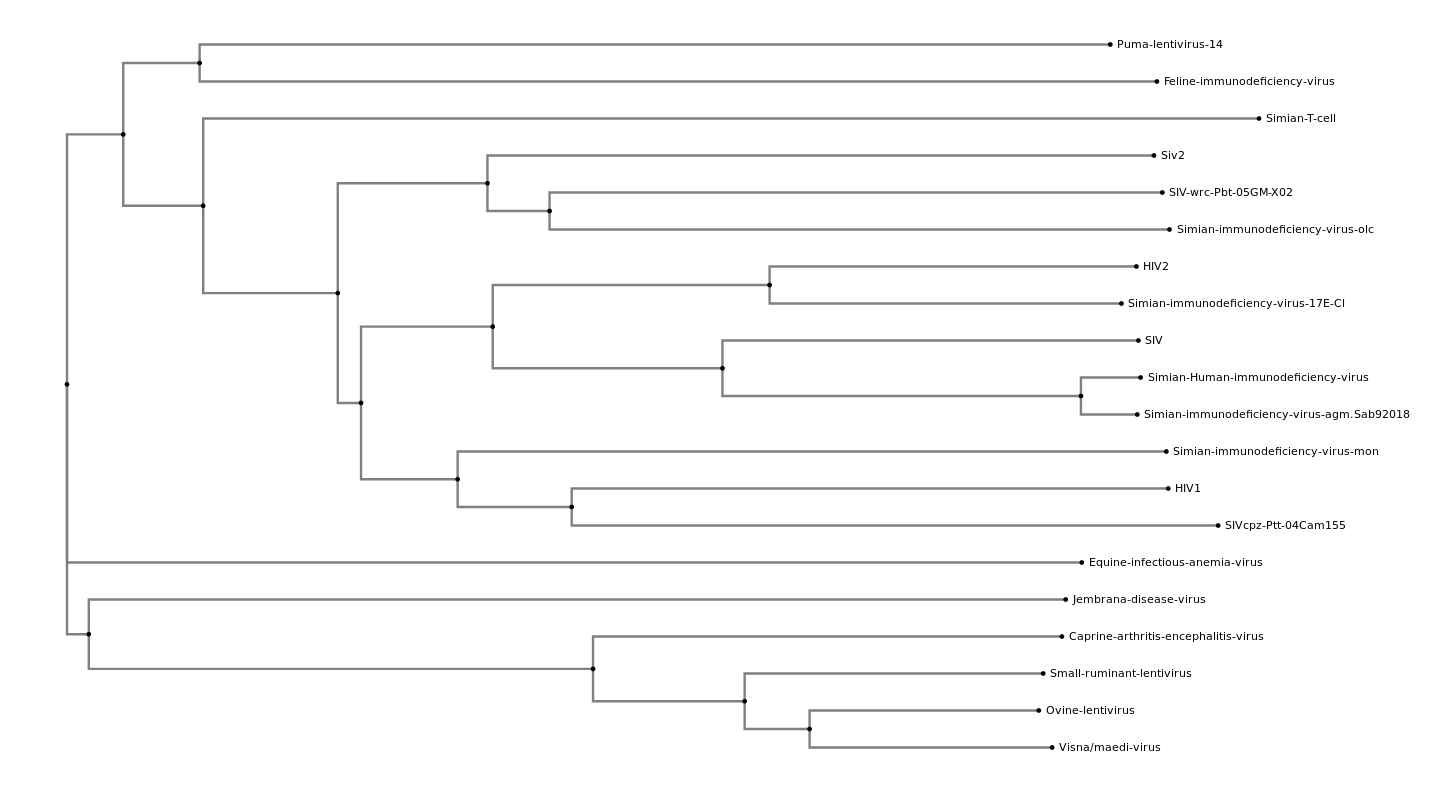 Puma-lentivirus-14
Feline-immunodeficiency-virus
Simian-T-cell
Siv2
SIV-wrc-Pbt-05GM-X02
Simian-immunodeficiency-virus-olc
HIV2
Simian-immunodeficiency-virus-17E-Cl
SIV
Simian-Human-immunodeficiency-virus
Simian-immunodeficiency-virus-agm.Sab92018
Simian-immunodeficiency-virus-mon
HIV1
SIVcpz-Ptt-04Cam155
Equine-infectious-anemia-virus
Jembrana-disease-virus
Caprine-arthritis-encephalitis-virus
Small-ruminant-lentivirus
Ovine-lentivirus
Visna/maedi-virus